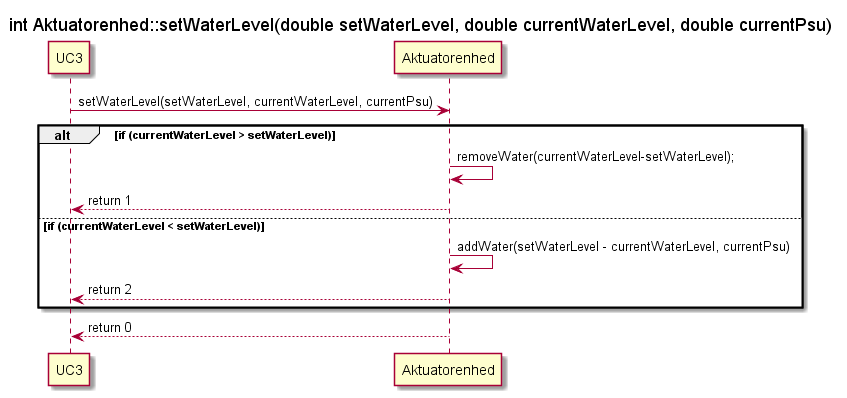 int Aktuatorenhed::setWaterLevel(double setWaterLevel, double currentWaterLevel, double currentPsu)
UC3
Aktuatorenhed
setWaterLevel(setWaterLevel, currentWaterLevel, currentPsu)
alt
[if (currentWaterLevel > setWaterLevel)]
removeWater(currentWaterLevel-setWaterLevel);
return 1
[if (currentWaterLevel < setWaterLevel)]
addWater(setWaterLevel - currentWaterLevel, currentPsu)
return 2
return 0
UC3
Aktuatorenhed